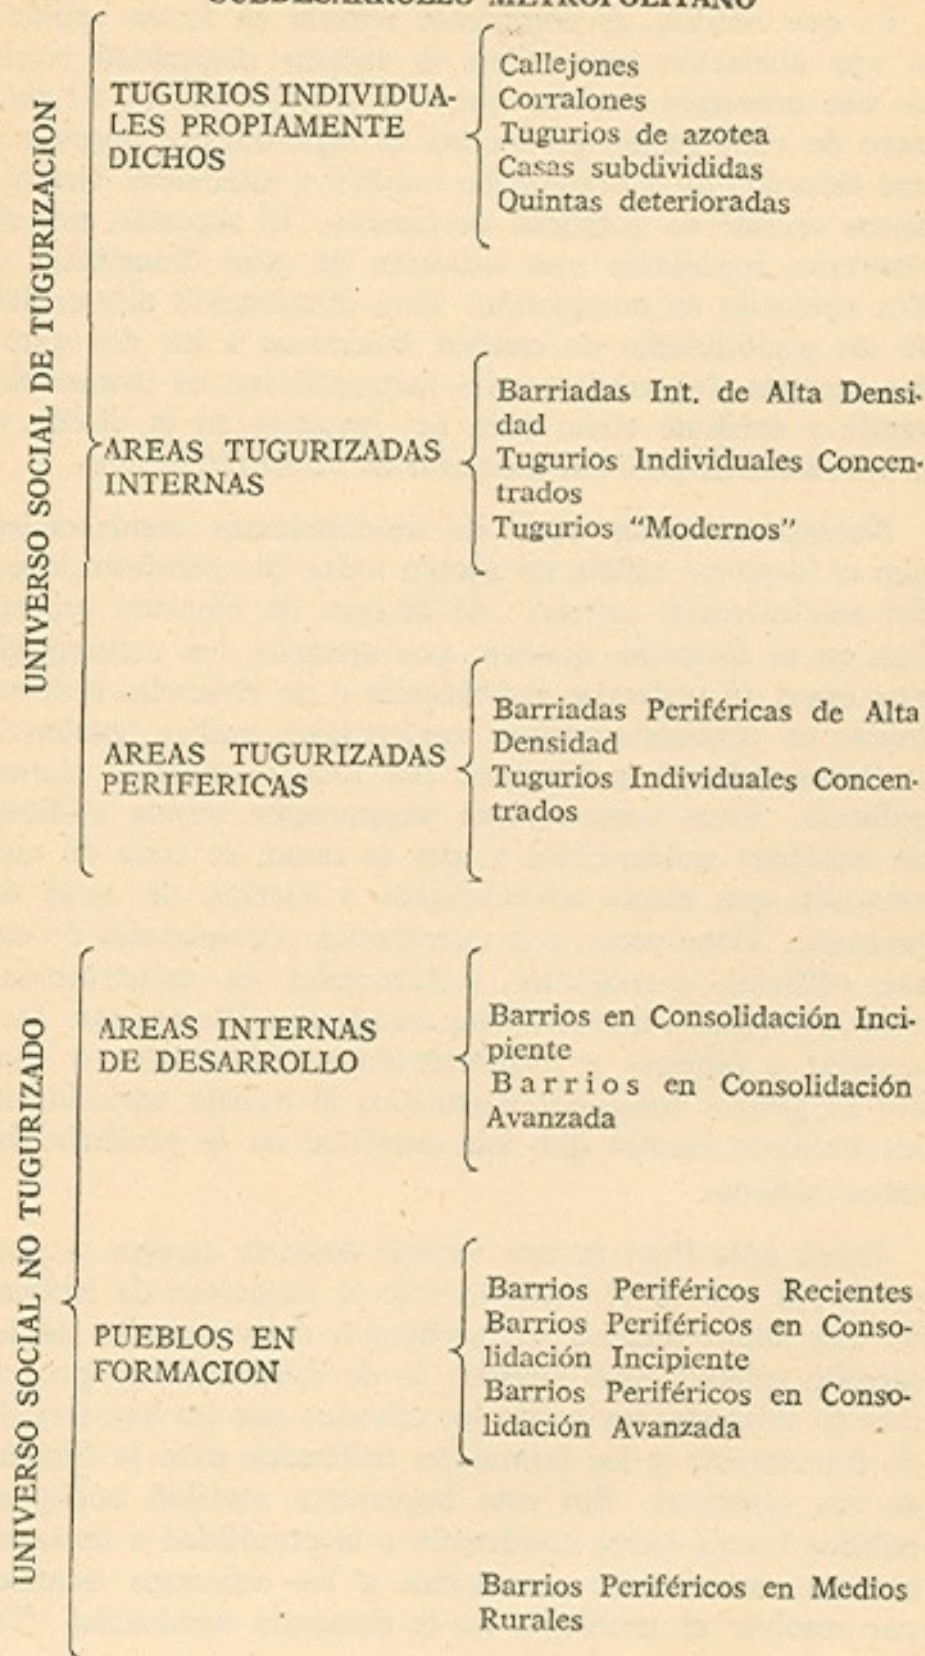 SUBDESARROLLO METROPOLITANO
UNIVERSO SOCIAL DE TUGURIZACION
TUGURIOS INDIVIDUA-
LES PROPIAMENTE
DICHOS
Callejones
Corralones
Tugurios de azotea
Casas subdivididas
Quintas deterioradas
AREAS TUGURIZADAS
INTERNAS
Barriadas Int. de Alta Densi-
dad
Tugurios Individuales Concen-
trados
Tugurios “Modernos”
AREAS TUGURIZADAS
PERIFERICAS
Barriadas Periféricas de Alta
Densidad
Tugurios Individuales Concen-
trados
UNIVERSO SOCIAL NO TUGURIZADO
AREAS INTERNAS
DE DESARROLLO
Barrios en Consolidación Inci-
piente
Barrios en Consolidación
Avanzada
PUEBLOS EN
FORMACION
Barrios Periféricos Recientes
Barrios Periféricos en Conso-
lidación Incipiente
Barrios Periféricos en Conso-
lidación Avanzada
Barrios Periféricos en Medios
Rurales